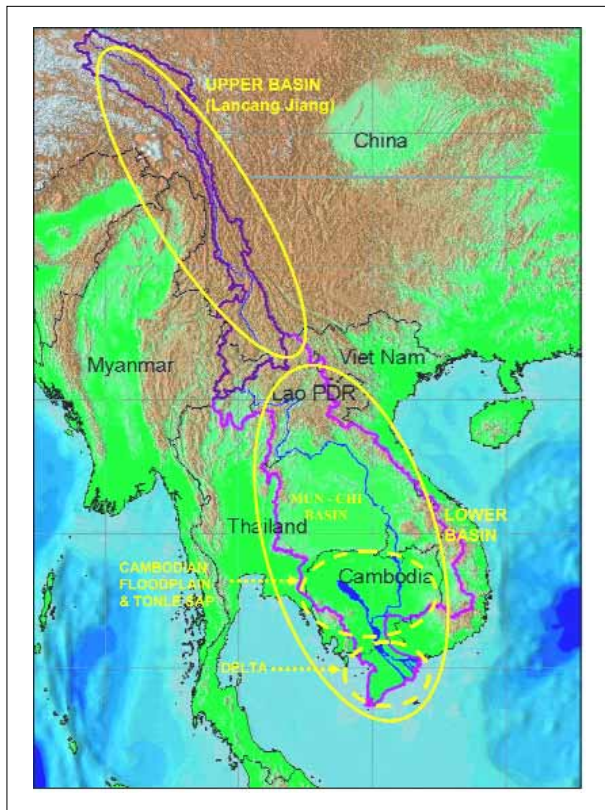 UPPER BASIN
(Lancang Jiang)
China
Myanmar
Viet Nam
Lao PDR
MUN - CHI
BASIN
Thailand
LOWER
BASIN
CAMBODIAN
FLOODPLAIN
& TONLE SAP
Cambodia
DELTA